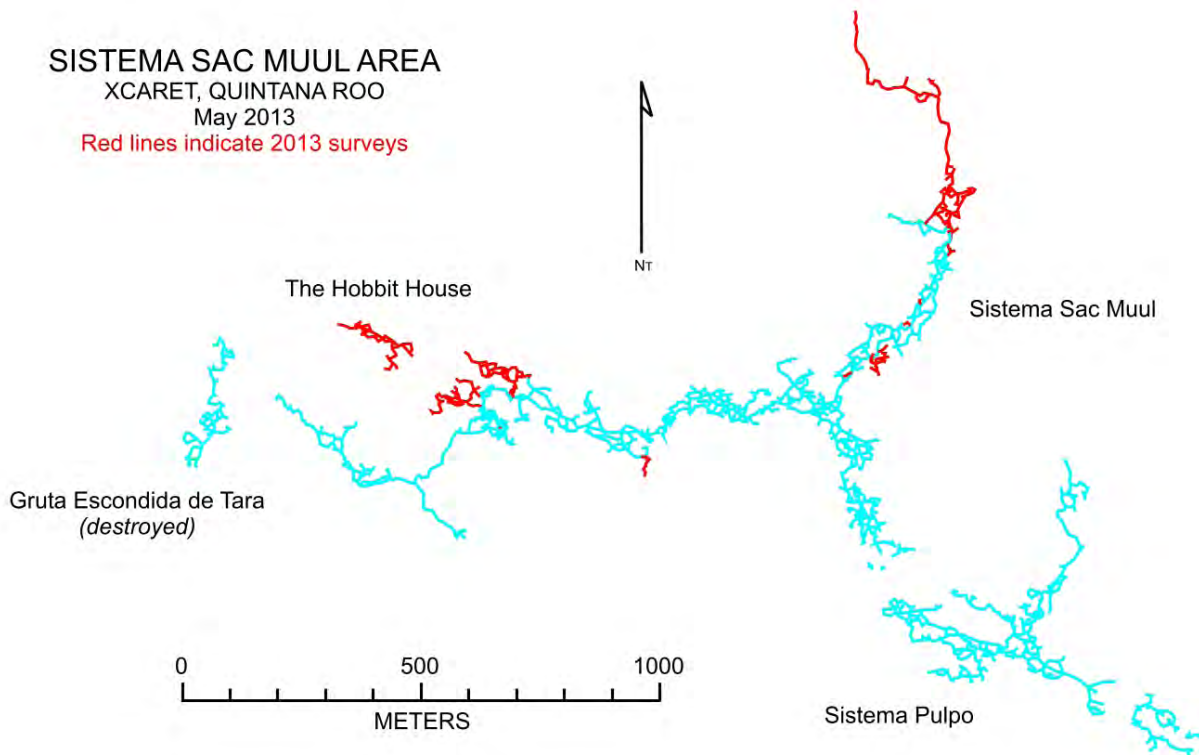 SISTEMA SAC MUUL AREA
XCARET, QUINTANA ROO
May 2013
Red lines indicate 2013 surveys
NT
The Hobbit House
Sistema Sac Muul
Gruta Escondida de Tara
(destroyed)
0 500 1000
METERS
Sistema Pulpo